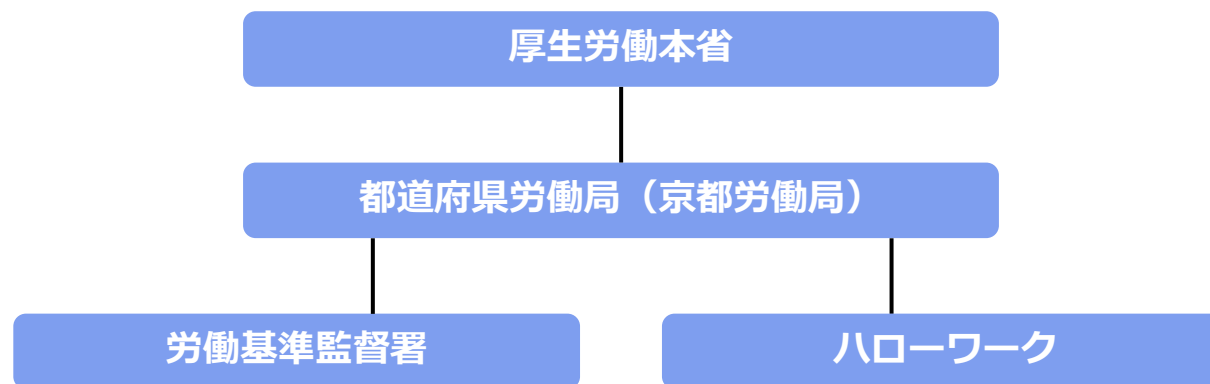 厚生労働本省
都道府県労働局（京都労働局）
労働基準監督署
ハローワーク